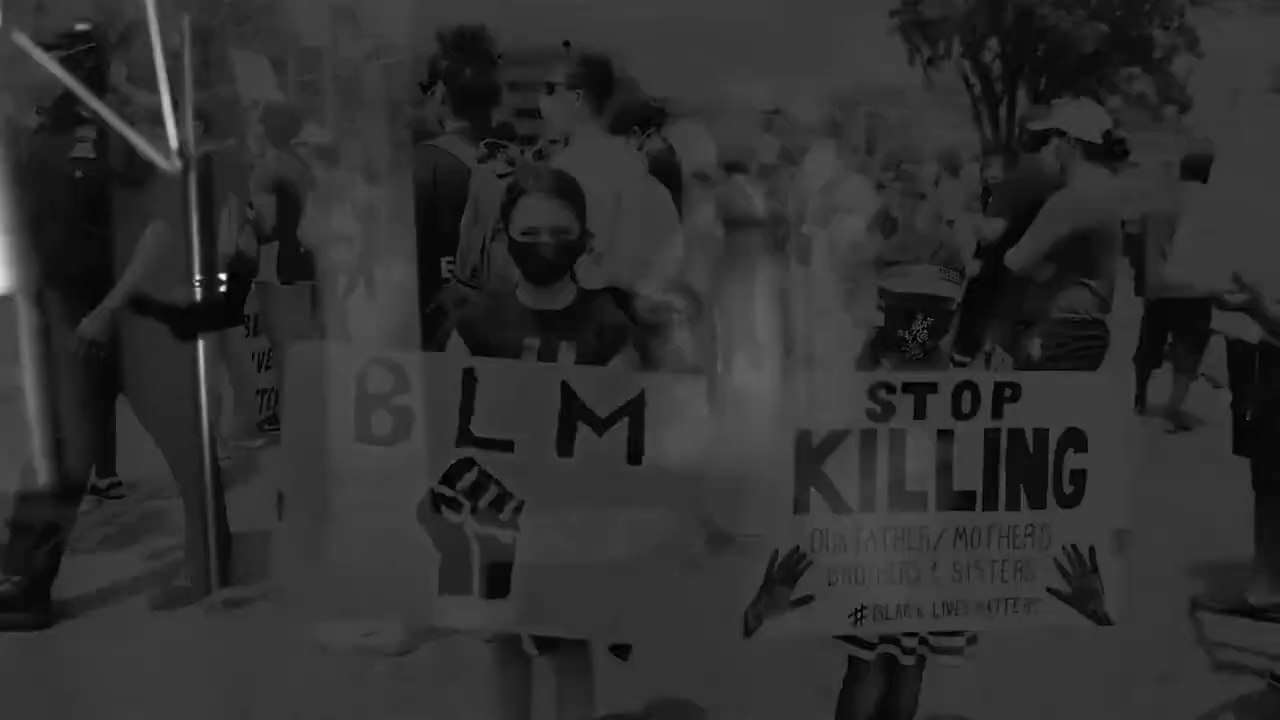 BLM
STOP
KILLING
OUR FATHER/MOTHERS
BROTHERS & SISTERS
#BLACK LIVES MATTER